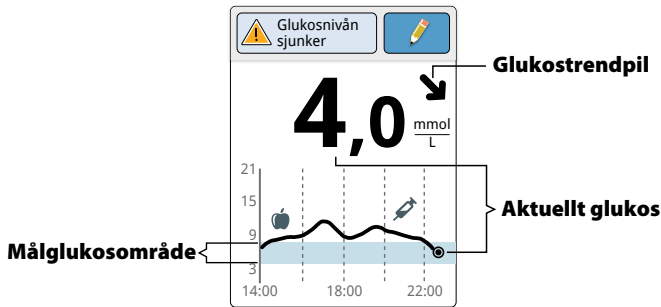 Glukosnivån
sjunker
Glukostrendpil
4,0 mmol
L
21
15
Aktuellt glukos
9
Målglukosområde
3
14:00 18:00 22:00